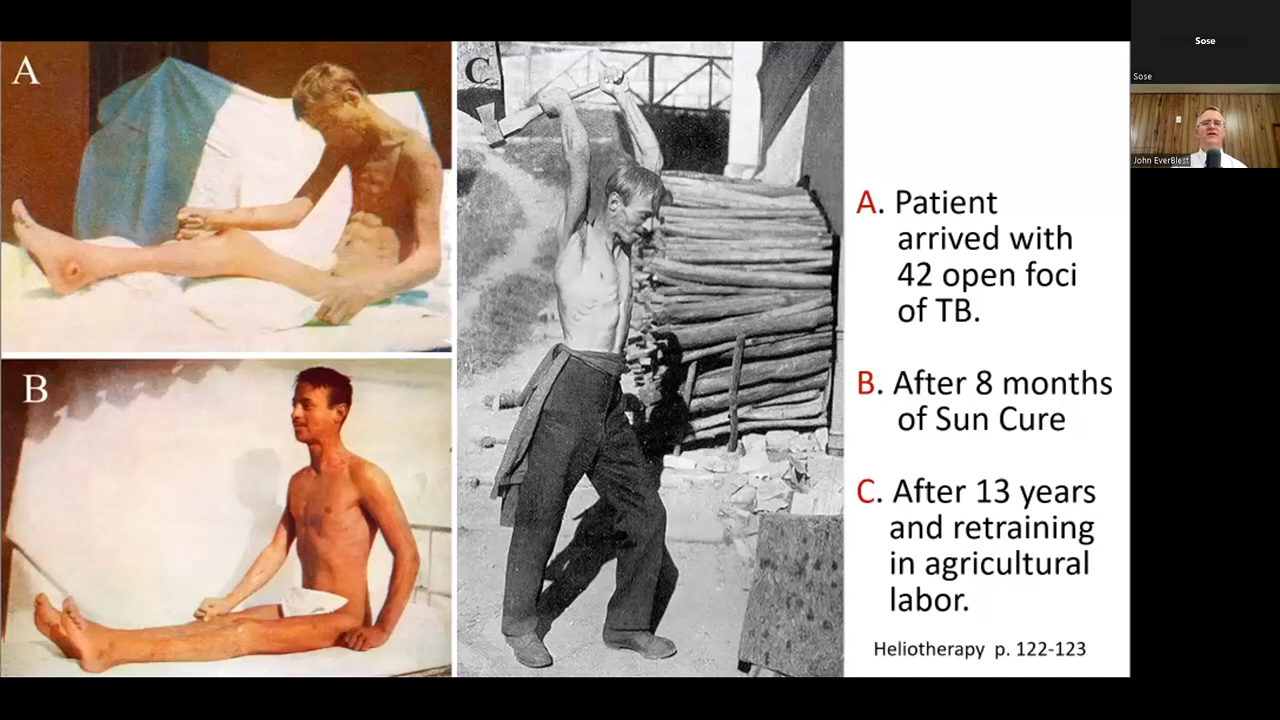 A
B
C
A. Patient
arrived with
42 open foci
of TB.
B. After 8 months
of Sun Cure
C. After 13 years
and retraining
in agricultural
labor.
Heliotherapy p. 122-123
Sose
Sose
John EverBlest